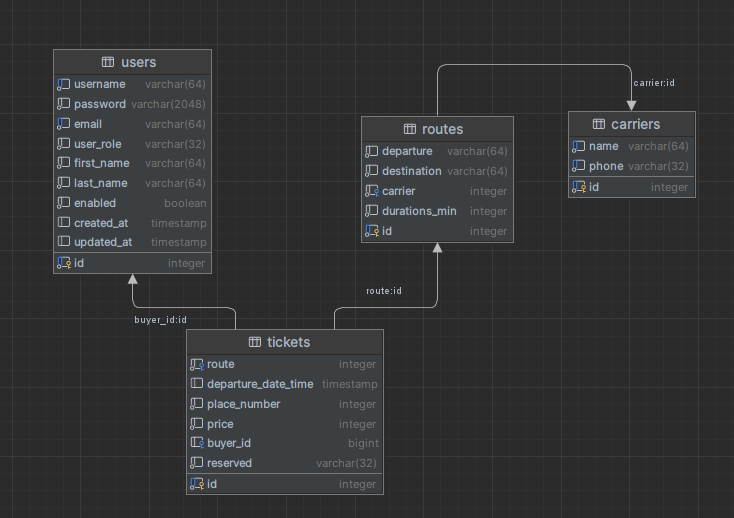 users
username varchar(64)
password varchar(2048)
email varchar(64)
user_role varchar(32)
first_name varchar(64)
last_name varchar(64)
enabled boolean
created_at timestamp
updated_at timestamp
id integer
routes
departure varchar(64)
destination varchar(64)
carrier integer
durations_min integer
id integer
carrier:id
carriers
name varchar(64)
phone varchar(32)
id integer
buyer_id:id
route:id
tickets
route integer
departure_date_time timestamp
place_number integer
price integer
buyer_id bigint
reserved varchar(32)
id integer